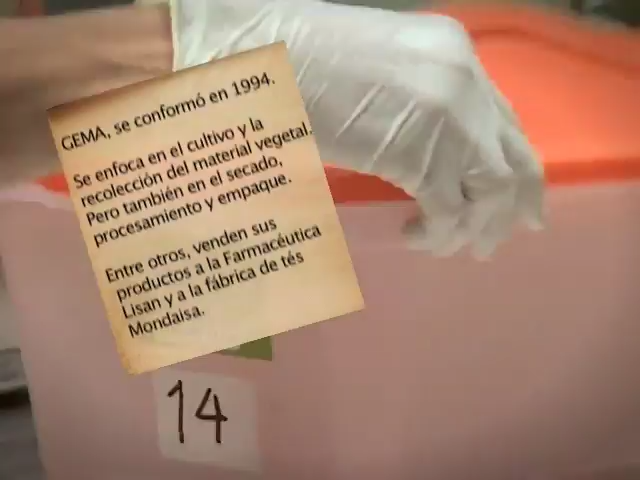 GEMA, se conformó en 1994.
Se enfoca en el cultivo y la
recolección del material vegetal.
Pero también en el secado,
procesamiento y empaque.
Entre otros, venden sus
productos a la Farmacéutica
Lisan y a la fábrica de tés
Mondaisa.
14